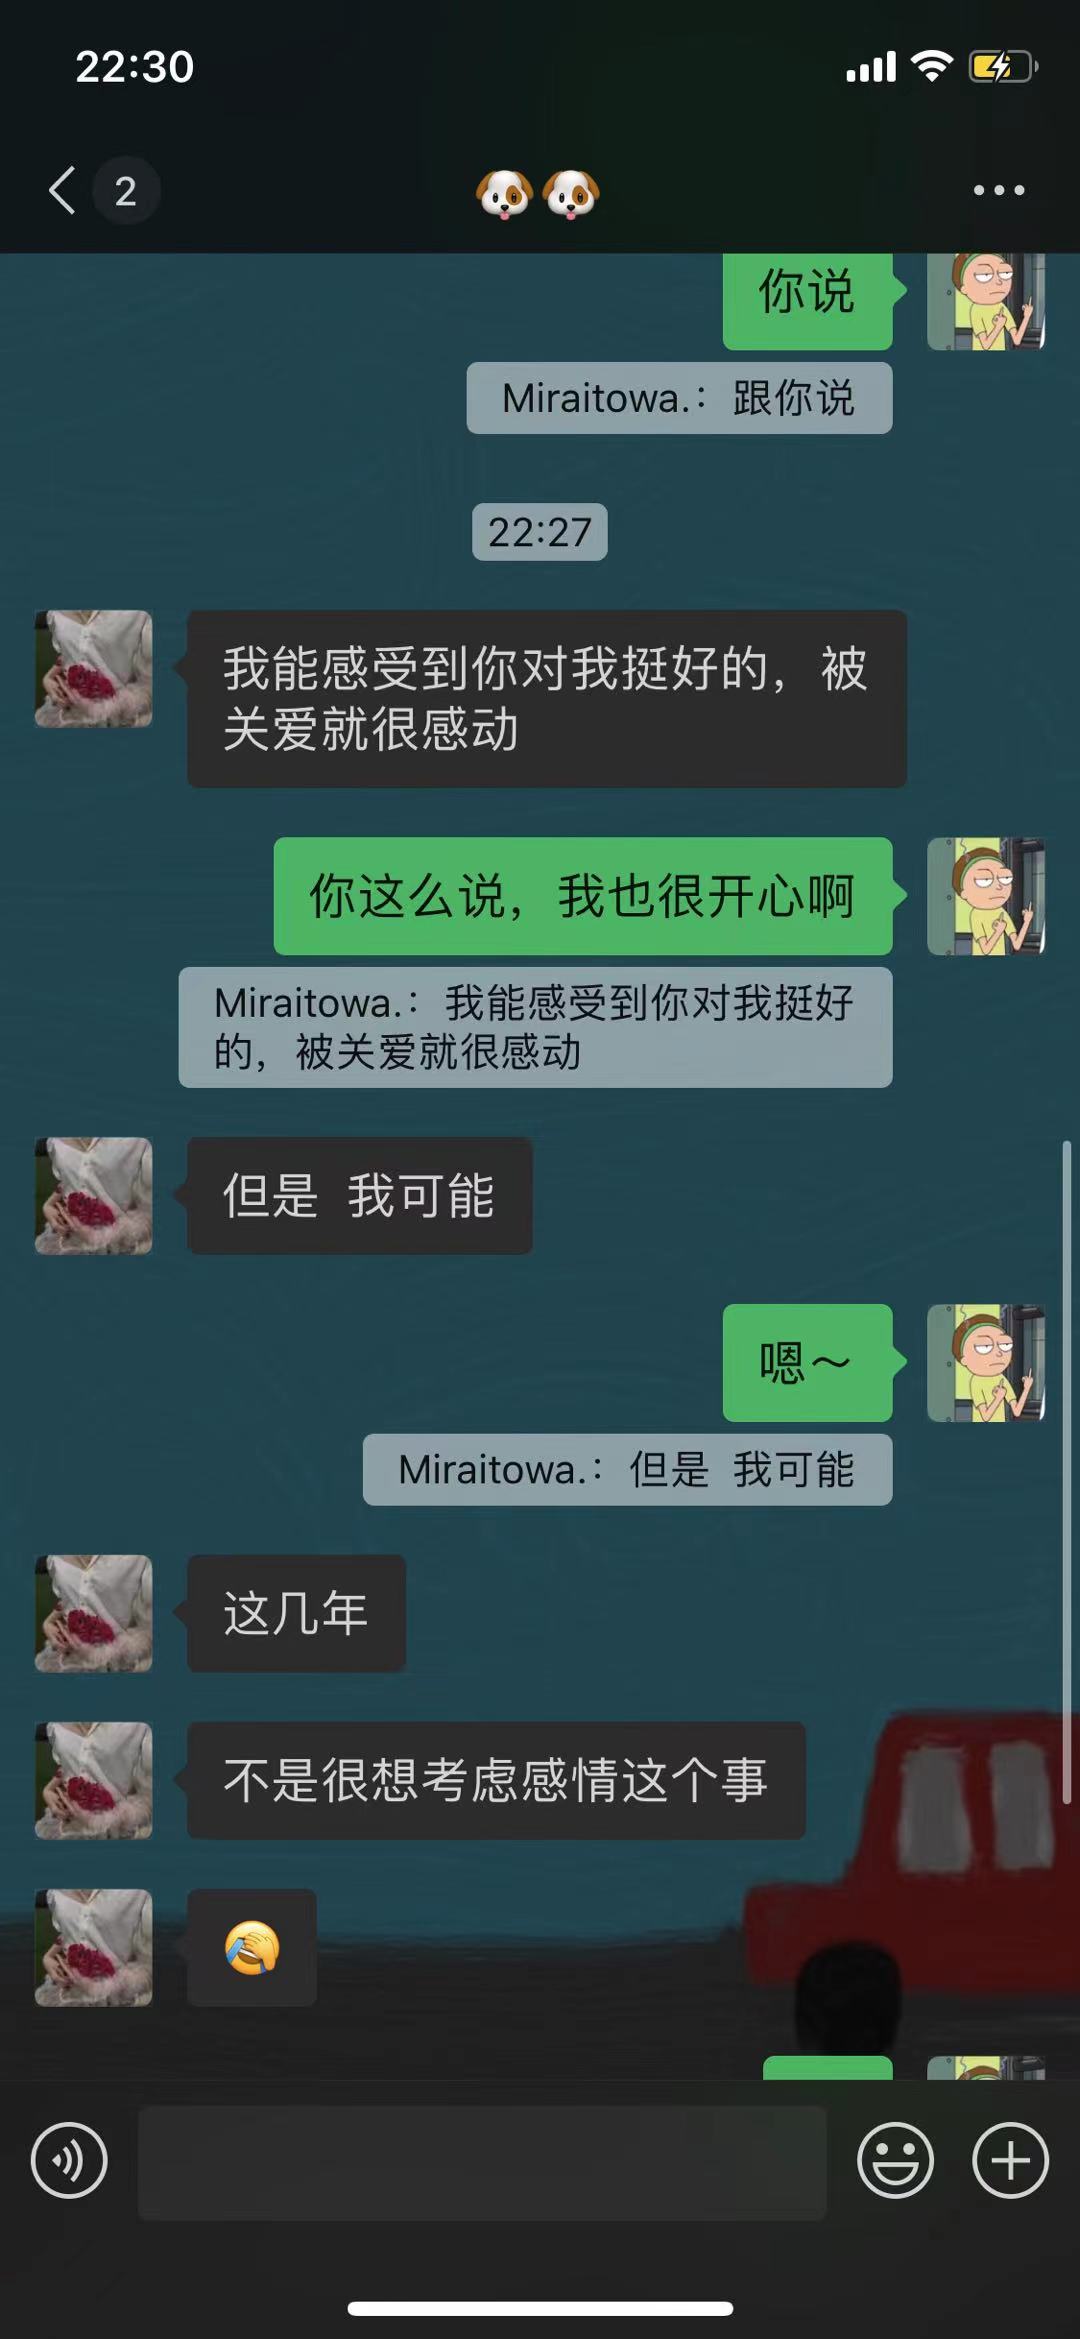 22:30
2
🐶🐶
你说
Miraitowa.：跟你说
22:27
我能感受到你对我挺好的，被
关爱就很感动
你这么说，我也很开心啊
Miraitowa.：我能感受到你对我挺好
的，被关爱就很感动
但是 我可能
嗯～
Miraitowa.：但是 我可能
这几年
不是很想考虑感情这个事